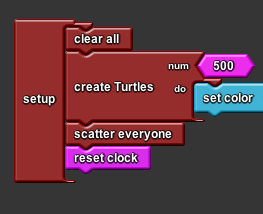 clear all
num 500
create Turtles do
set color
setup
scatter everyone
reset clock